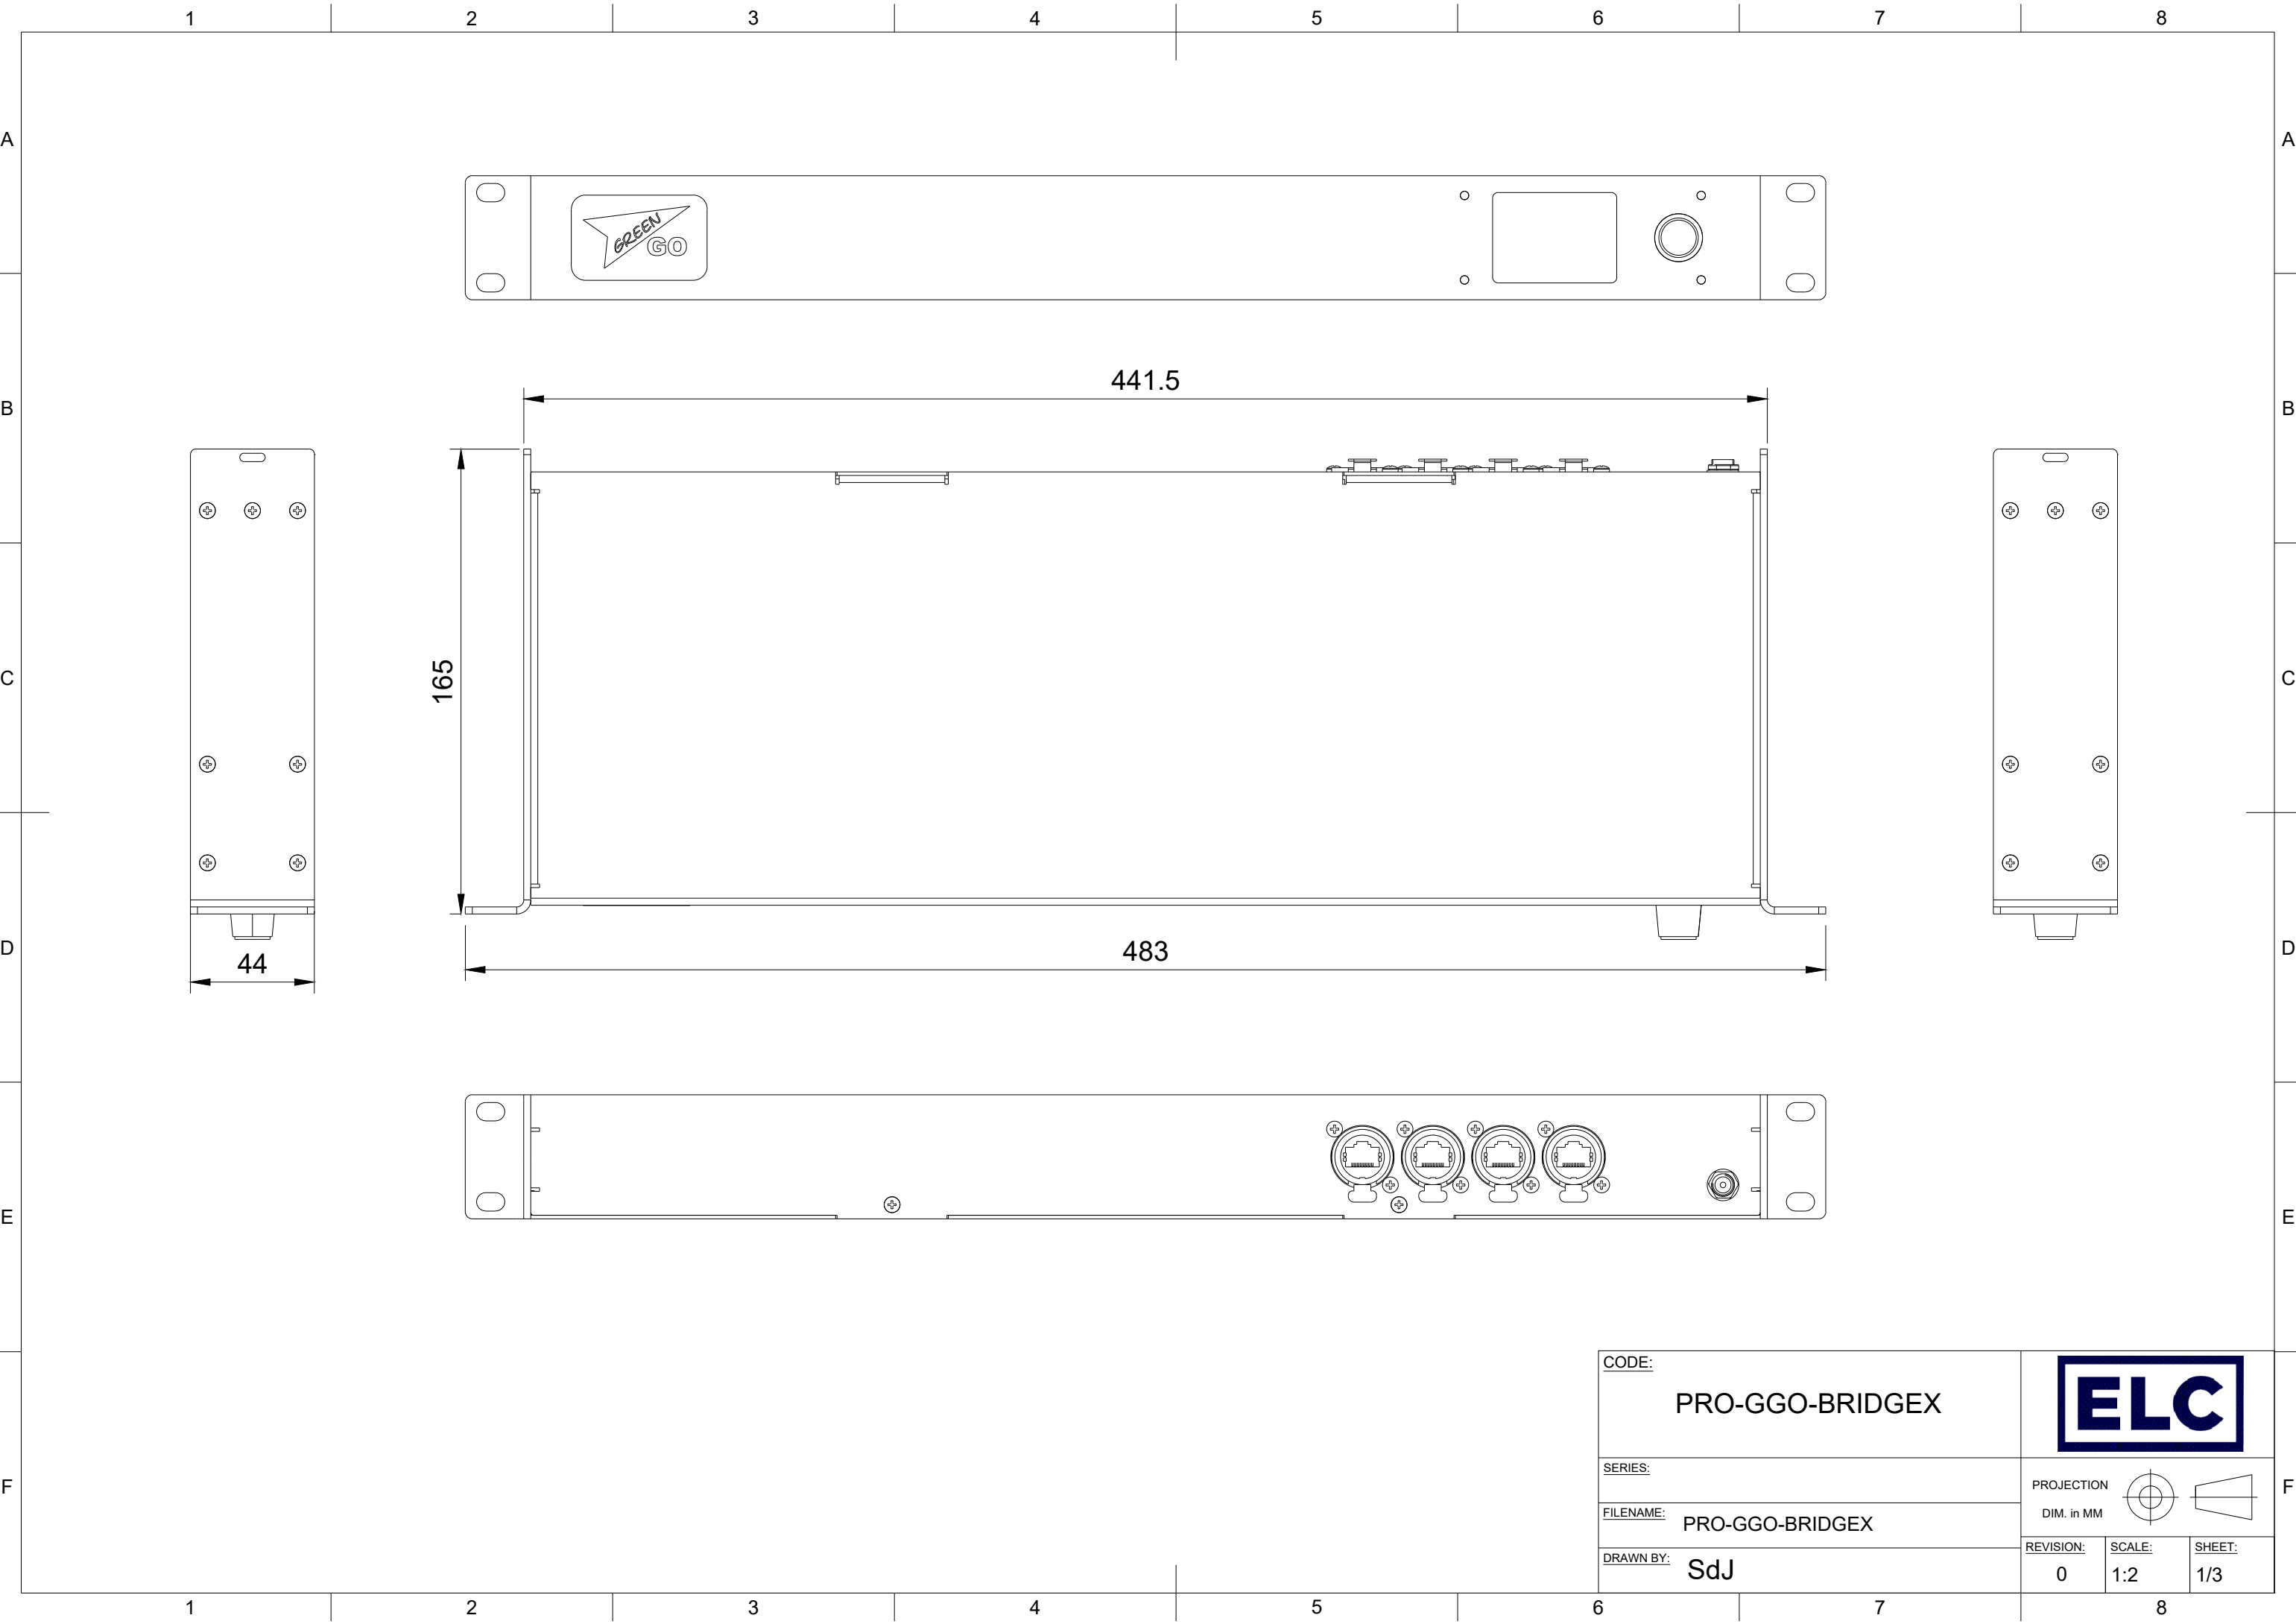 1 2 3 4 5 6 7 8
A A
GREEN
GO
B B
441.5
C C
165
D D
44
483
E E
F F
CODE:
PRO-GGO-BRIDGEX
ELC
SERIES:
PROJECTION
DIM. in MM
FILENAME: PRO-GGO-BRIDGEX
DRAWN BY: SdJ
REVISION: SCALE: SHEET:
0 1:2 1/3
1 2 3 4 5 6 7 8